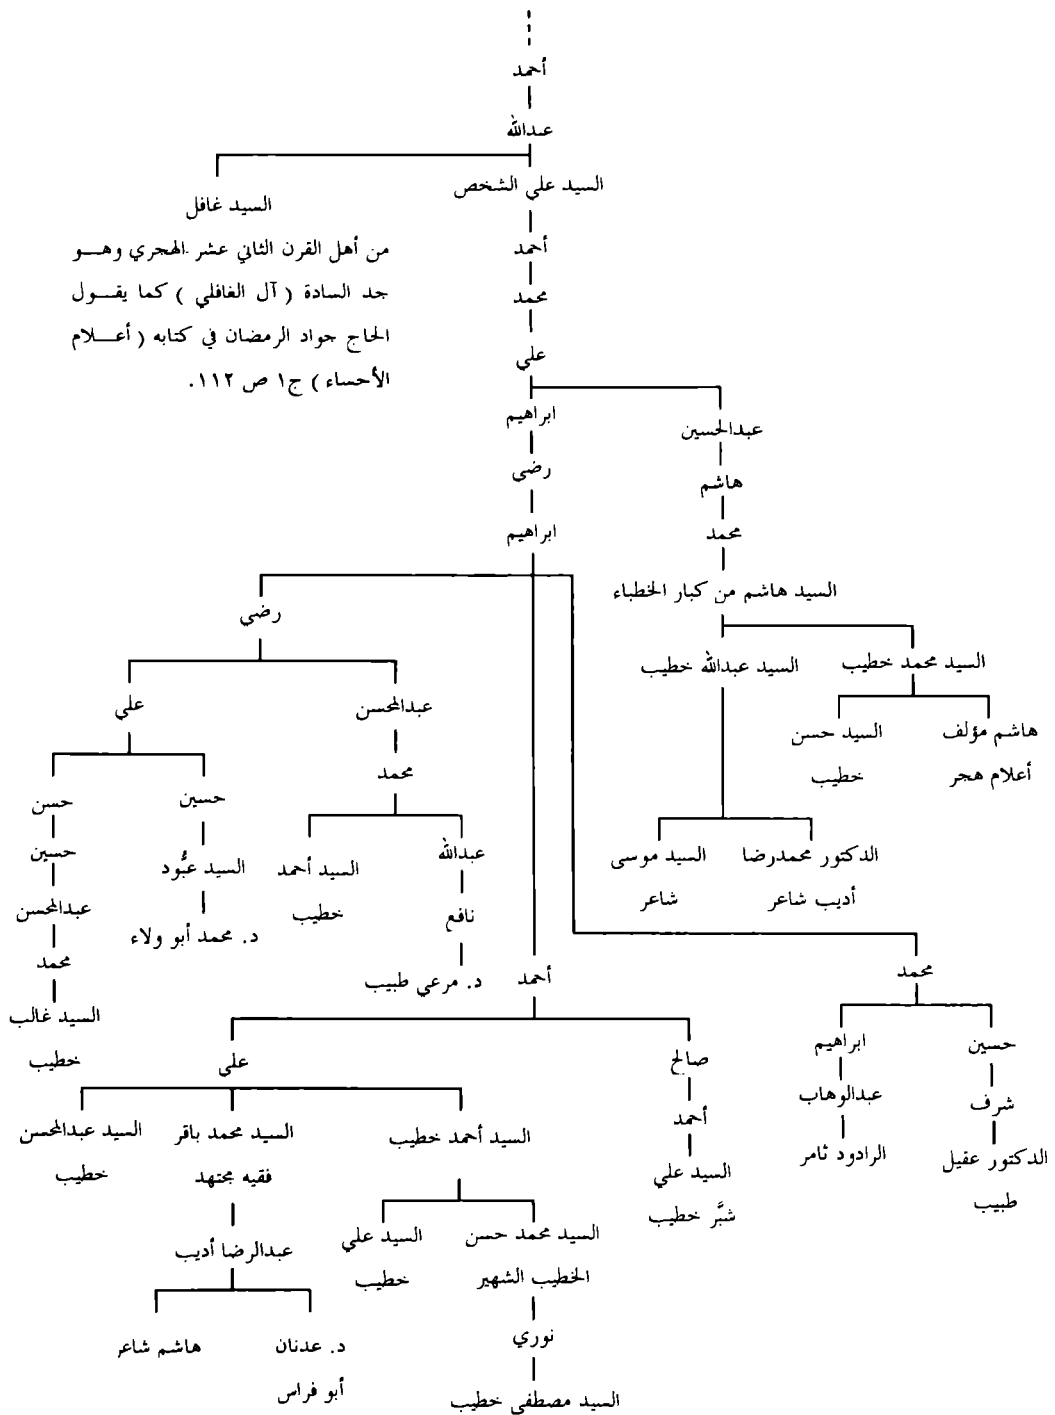 أحمد
عبدالله
السيد علي الشخص
السيد غافل
من أهل القرن الثاني عشر الهجري وهـــو
جد السادة ( آل الغافلي ) كما يقـــول
الحاج جواد الرمضان في كتابه ( أعـــلام
الأحساء ) ج١ ص ١١٢.
أحمد
محمد
علي
ابراهيم
رضي
ابراهيم
عبدالحسين
هاشم
محمد
السيد هاشم من كبار الخطباء
السيد محمد خطيب
السيد عبدالله خطيب
هاشم مؤلف
أعلام هجر
السيد حسن
خطيب
الدكتور محمدرضا
أديب شاعر
السيد موسى
شاعر
رضي
عبدالمحسن
علي
محمد
عبدالله
نافع
د. مرعي طبيب
السيد أحمد
خطيب
حسين
السيد عبُّود
د. محمد أبو ولاء
حسن
حسين
عبدالمحسن
محمد
السيد غالب
خطيب
محمد
حسين
شرف
الدكتور عقيل
طبيب
ابراهيم
عبدالوهاب
الرادود ثامر
أحمد
صالح
أحمد
السيد علي
شبَّر خطيب
علي
السيد أحمد خطيب
السيد محمد باقر
فقيه مجتهد
السيد عبدالمحسن
خطيب
السيد محمد حسن
الخطيب الشهير
السيد علي
خطيب
نوري
السيد مصطفى خطيب
عبدالرضا أديب
د. عدنان
أبو فراس
هاشم شاعر